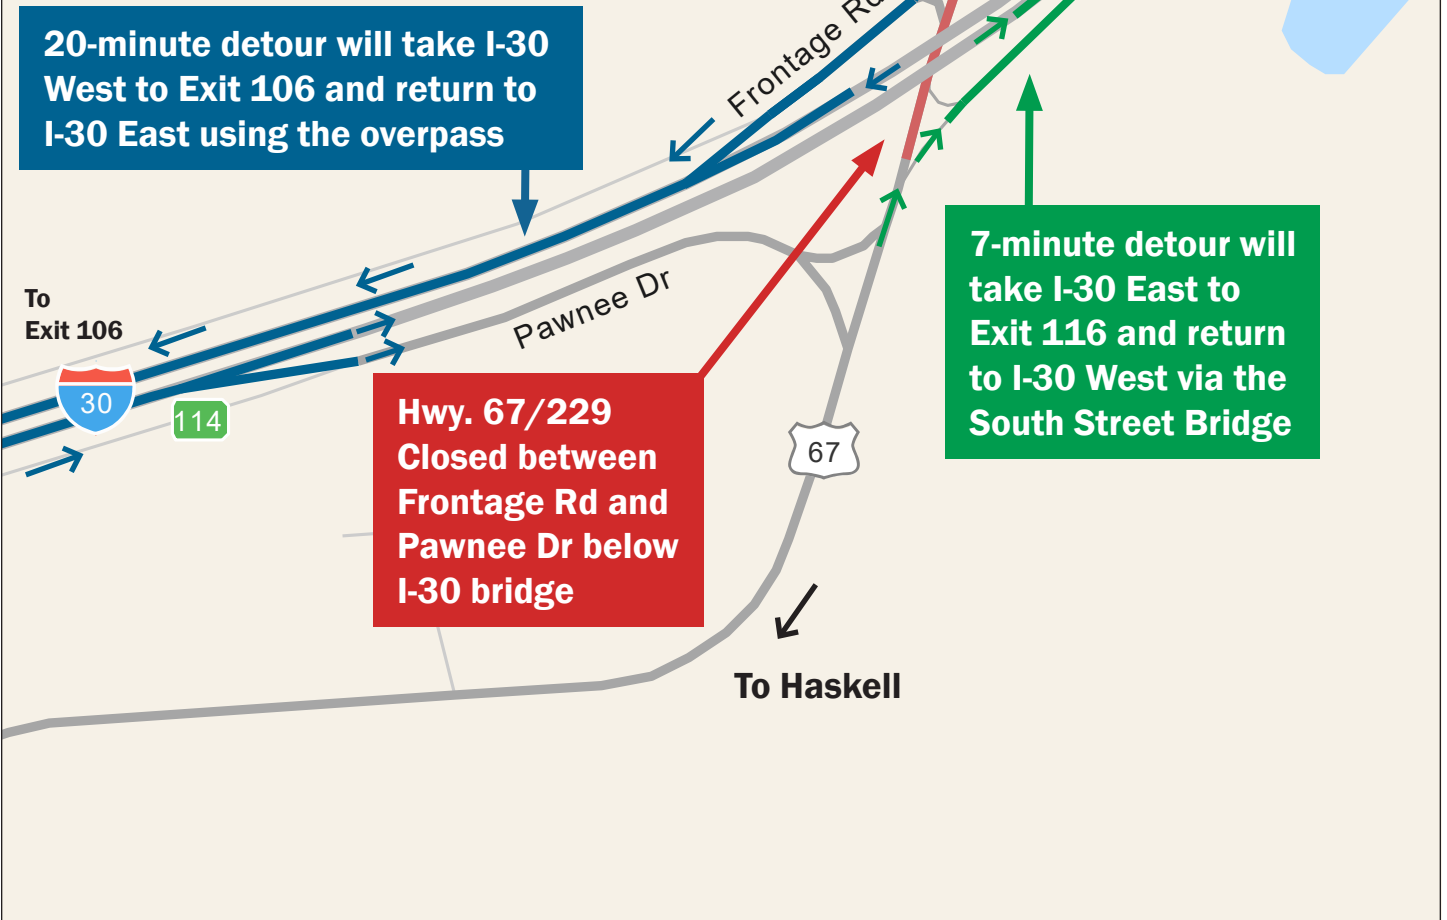 20-minute detour will take I-30
West to Exit 106 and return to
I-30 East using the overpass
Frontage Rd
7-minute detour will
take I-30 East to
Exit 116 and return
to I-30 West via the
South Street Bridge
To
Exit 106
Pawnee Dr
30
114
Hwy. 67/229
Closed between
Frontage Rd and
Pawnee Dr below
I-30 bridge
67
To Haskell